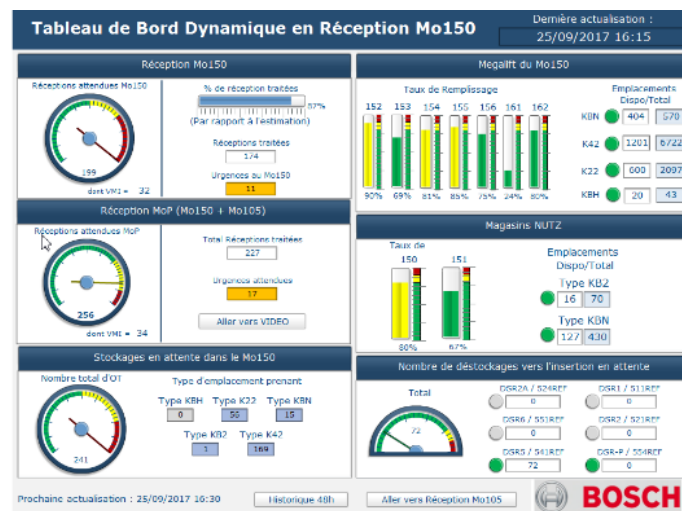 Tableau de Bord Dynamique en Réception Mo150
Dernière actualisation :
25/09/2017 16:15
Réception Mo150
Réceptions attendues Mo150
199
dont VMI = 32
% de réception traitées
87%
(Par rapport à l'estimation)
Réceptions traitées
174
Urgences au Mo150
11
Megalift du Mo150
Taux de Remplissage
152 153 154 155 156 161 162
90% 69% 81% 85% 75% 24% 80%
Emplacements
Dispo/Total
KBN 404 570
K42 1201 6722
K22 600 2097
KBH 20 43
Réception MoP (Mo150 + Mo105)
Réceptions attendues MoP
256
dont VMI = 34
Total Réceptions traitées
227
Urgences attendues
17
Aller vers VIDEO
Magasins NUTZ
Taux de
150 151
80% 67%
Emplacements
Dispo/Total
Type KB2
16 70
Type KBN
127 430
Stockages en attente dans le Mo150
Nombre total d'OT
241
Type d'emplacement prenant
Type KBH Type K22 Type KBN
0 56 15
Type KB2 Type K42
1 169
Nombre de déstockages vers l'insertion en attente
Total
72
DSR2A / 524REF DSR1 / 511REF
0 0
DSR6 / 551REF DSR2 / 521REF
0 0
DSR5 / 541REF DSR-P / 554REF
72 0
Prochaine actualisation : 25/09/2017 16:30
Historique 48h
Aller vers Réception Mo105
BOSCH